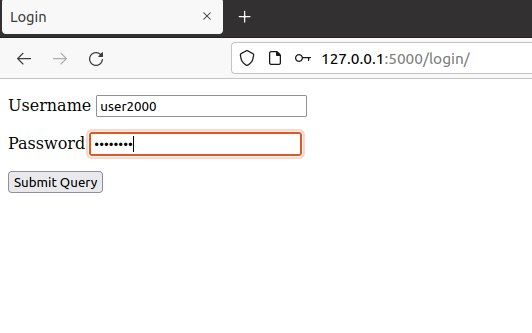 Login
127.0.0.1:5000/login/
Username user2000
Password ••••••••
Submit Query